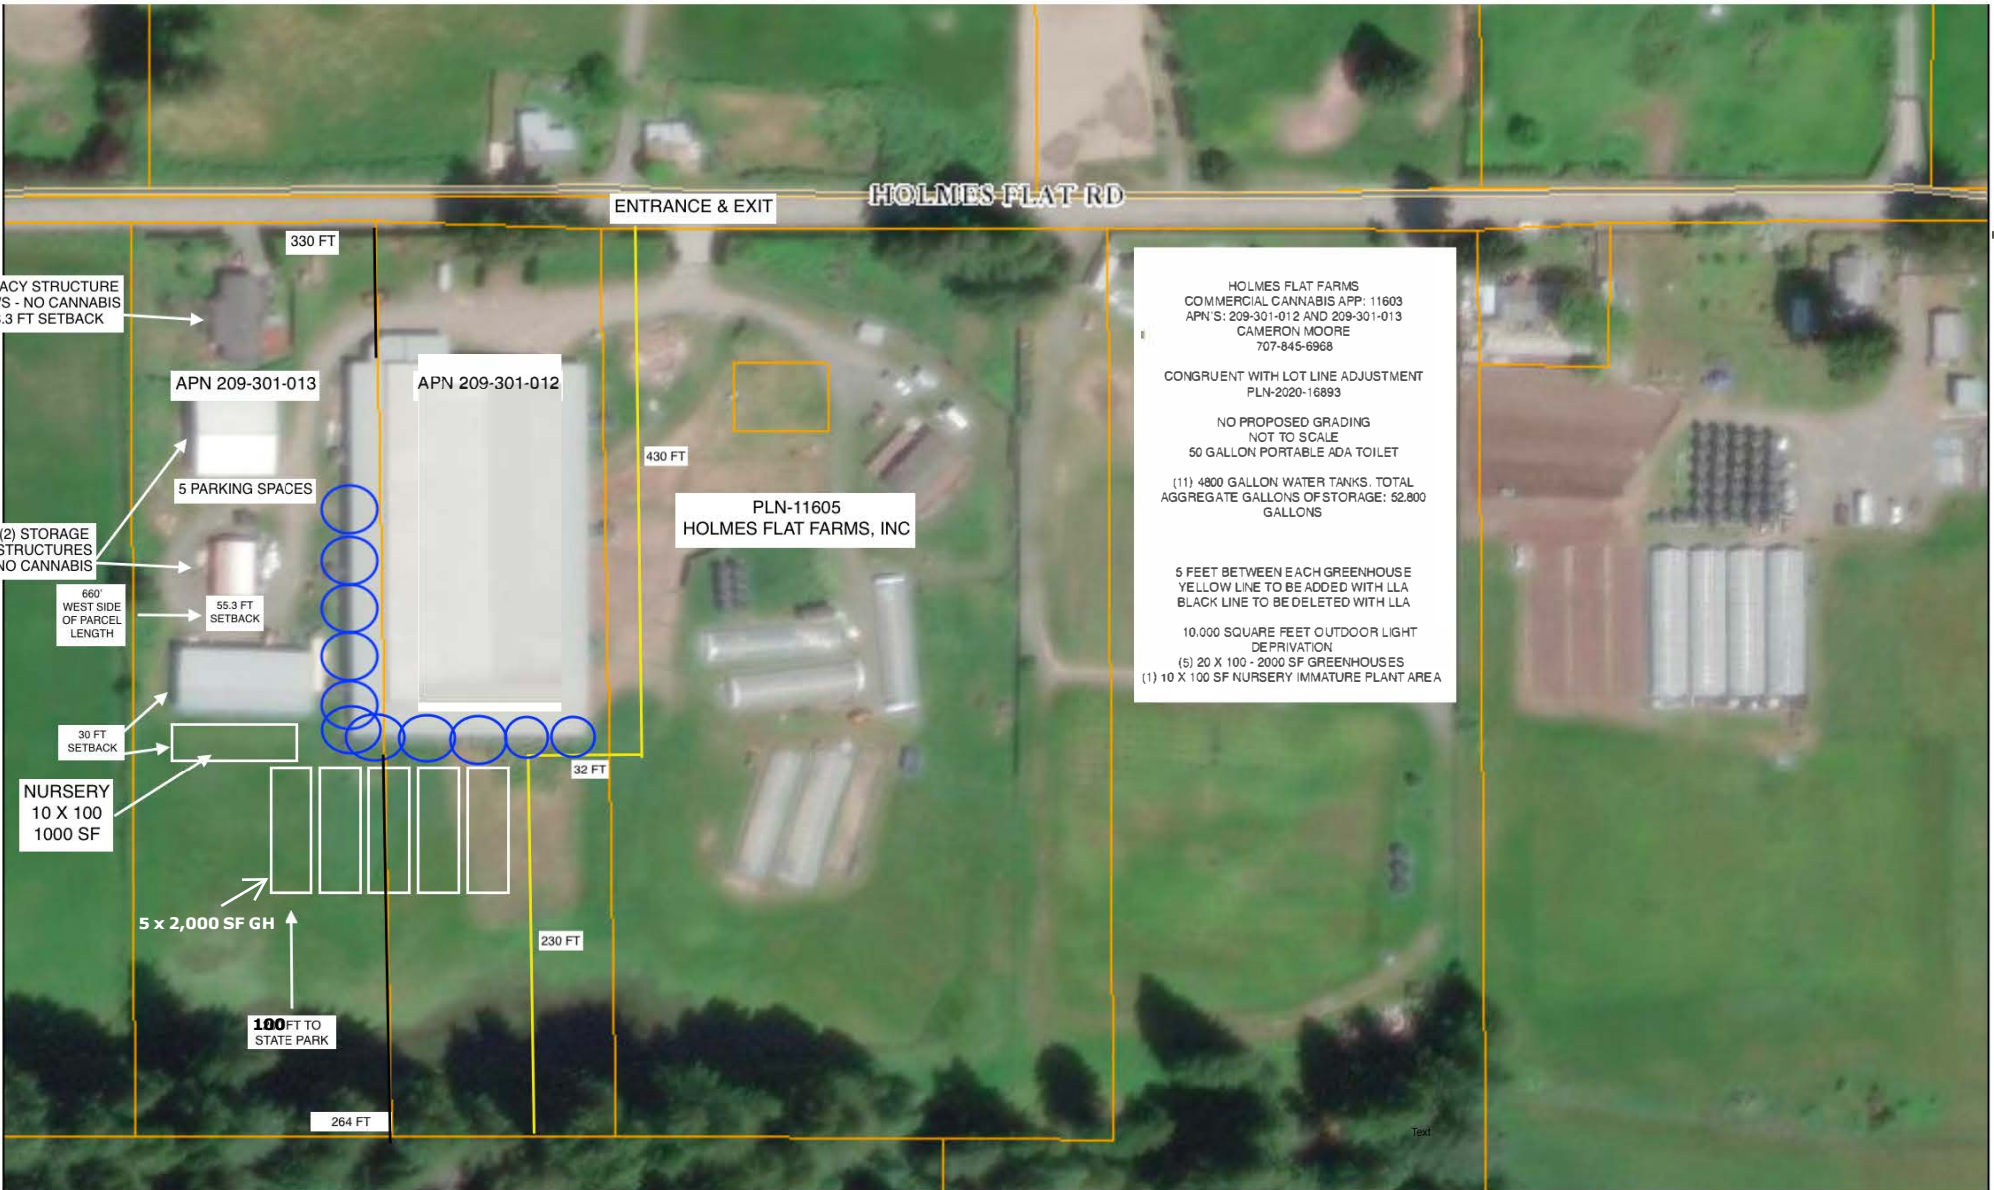 HOLMES FLAT RD
ENTRANCE & EXIT
330 FT
ACY STRUCTURE
'S - NO CANNABIS
.3 FT SETBACK
APN 209-301-013
APN 209-301-012
5 PARKING SPACES
(2) STORAGE
STRUCTURES
NO CANNABIS
660'
WEST SIDE
OF PARCEL
LENGTH
55.3 FT
SETBACK
30 FT
SETBACK
NURSERY
10 X 100
1000 SF
5 x 2,000 SF GH
100 FT TO
STATE PARK
264 FT
430 FT
32 FT
230 FT
PLN-11605
HOLMES FLAT FARMS, INC
HOLMES FLAT FARMS
COMMERCIAL CANNABIS APP: 11603
APN'S: 209-301-012 AND 209-301-013
CAMERON MOORE
707-845-6968
CONGRUENT WITH LOT LINE ADJUSTMENT
PLN-2020-16893
NO PROPOSED GRADING
NOT TO SCALE
50 GALLON PORTABLE ADA TOILET
(11) 4800 GALLON WATER TANKS. TOTAL
AGGREGATE GALLONS OF STORAGE: 52.800
GALLONS
5 FEET BETWEEN EACH GREENHOUSE
YELLOW LINE TO BE ADDED WITH LLA
BLACK LINE TO BE DELETED WITH LLA
10.000 SQUARE FEET OUTDOOR LIGHT
DEPRIVATION
(5) 20 X 100 - 2000 SF GREENHOUSES
(1) 10 X 100 SF NURSERY IMMATURE PLANT AREA
Text